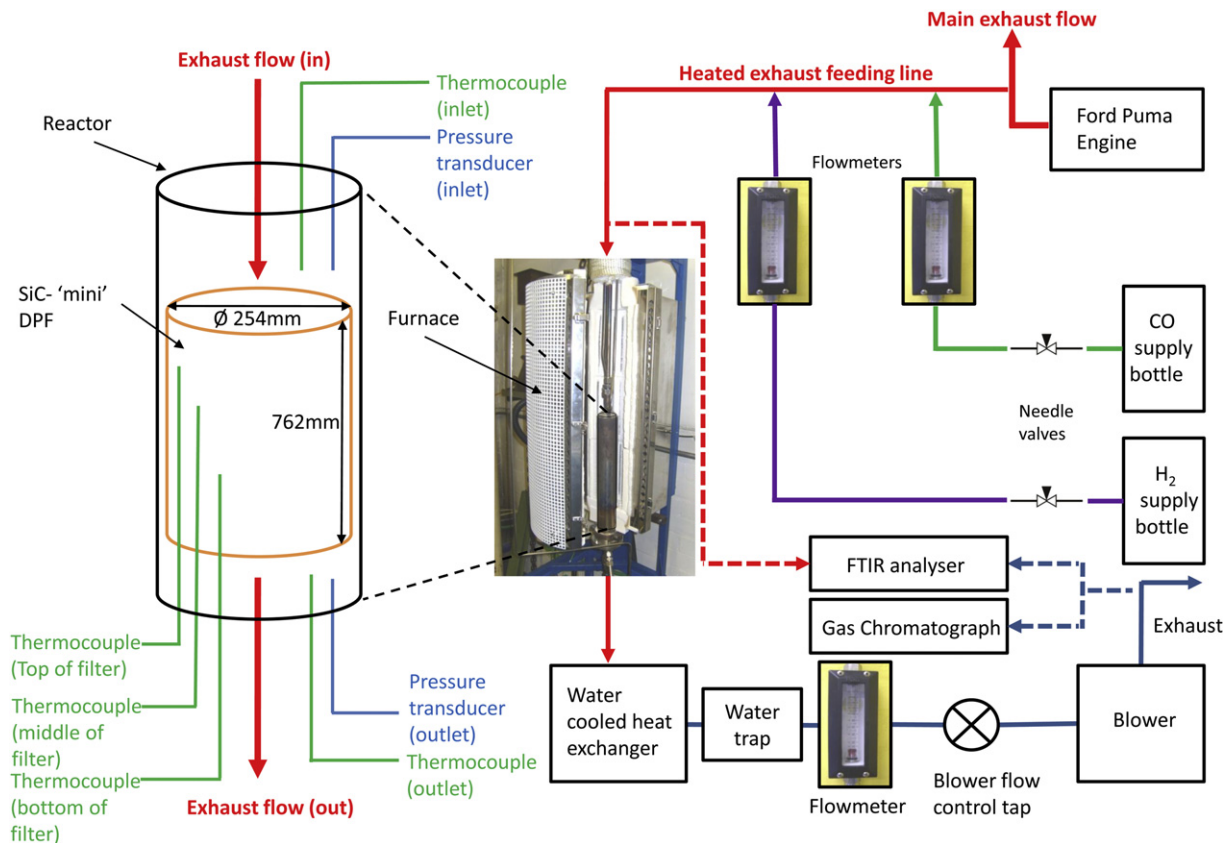 Main exhaust flow
Exhaust flow (in)
Heated exhaust feeding line
Thermocouple
(inlet)
Ford Puma
Engine
Reactor
Pressure
transducer
(inlet)
Flowmeters
SiC- ‘mini’
DPF
Ø 254mm
Furnace
CO
supply
bottle
762mm
Needle
valves
H2
supply
bottle
FTIR analyser
Gas Chromatograph
Exhaust
Thermocouple
(Top of filter)
Thermocouple
(middle of
filter)
Thermocouple
(bottom of
filter)
Pressure
transducer
(outlet)
Thermocouple
(outlet)
Exhaust flow (out)
Water
cooled heat
exchanger
Water
trap
Flowmeter
Blower flow
control tap
Blower